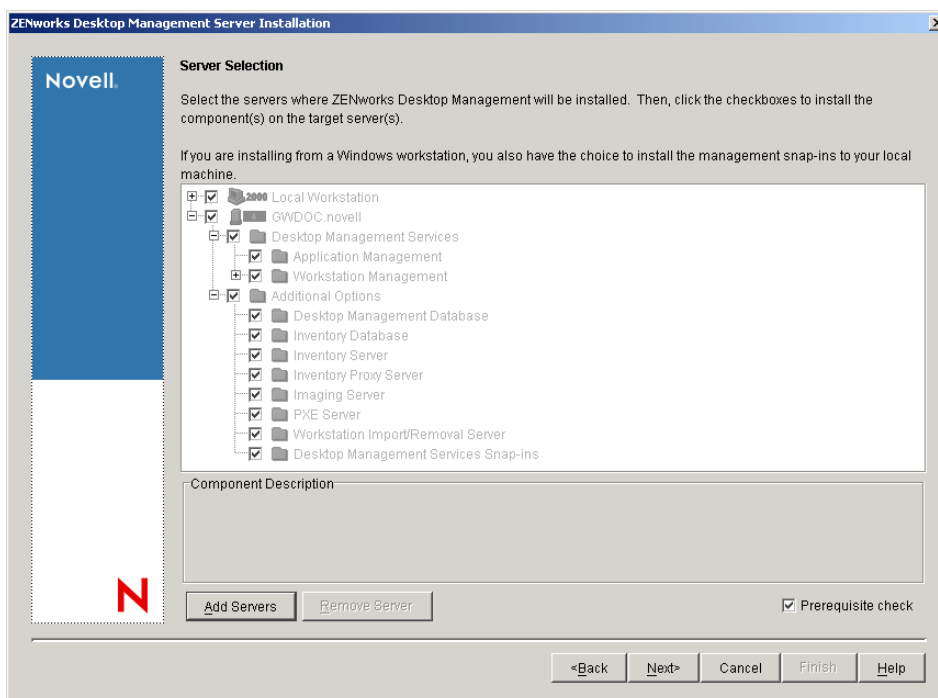 ZENworks Desktop Management Server Installation
Novell.
Server Selection
Select the servers where ZENworks Desktop Management will be installed. Then, click the checkboxes to install the
component(s) on the target server(s).
If you are installing from a Windows workstation, you also have the choice to install the management snap-ins to your local
machine.
2000 Local Workstation
GWDOC.novell
Desktop Management Services
Application Management
Workstation Management
Additional Options
Desktop Management Database
Inventory Database
Inventory Server
Inventory Proxy Server
Imaging Server
PXE Server
Workstation Import/Removal Server
Desktop Management Services Snap-ins
Component Description
N
Add Servers
Remove Server
Prerequisite check
<Back
Next>
Cancel
Finish
Help